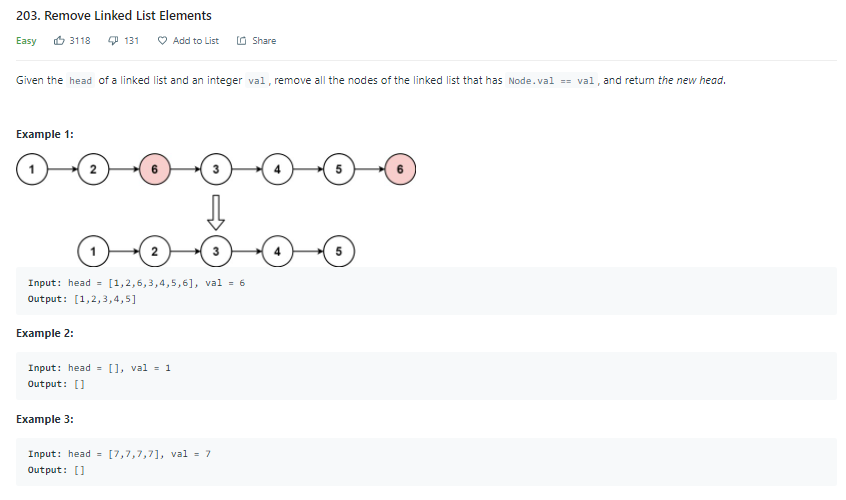 203. Remove Linked List Elements
Easy 3118 131 Add to List Share
Given the head of a linked list and an integer val, remove all the nodes of the linked list that has Node.val == val, and return the new head.
Example 1:
1 2 6 3 4 5 6
1 2 3 4 5
Input: head = [1,2,6,3,4,5,6], val = 6
Output: [1,2,3,4,5]
Example 2:
Input: head = [], val = 1
Output: []
Example 3:
Input: head = [7,7,7,7], val = 7
Output: []